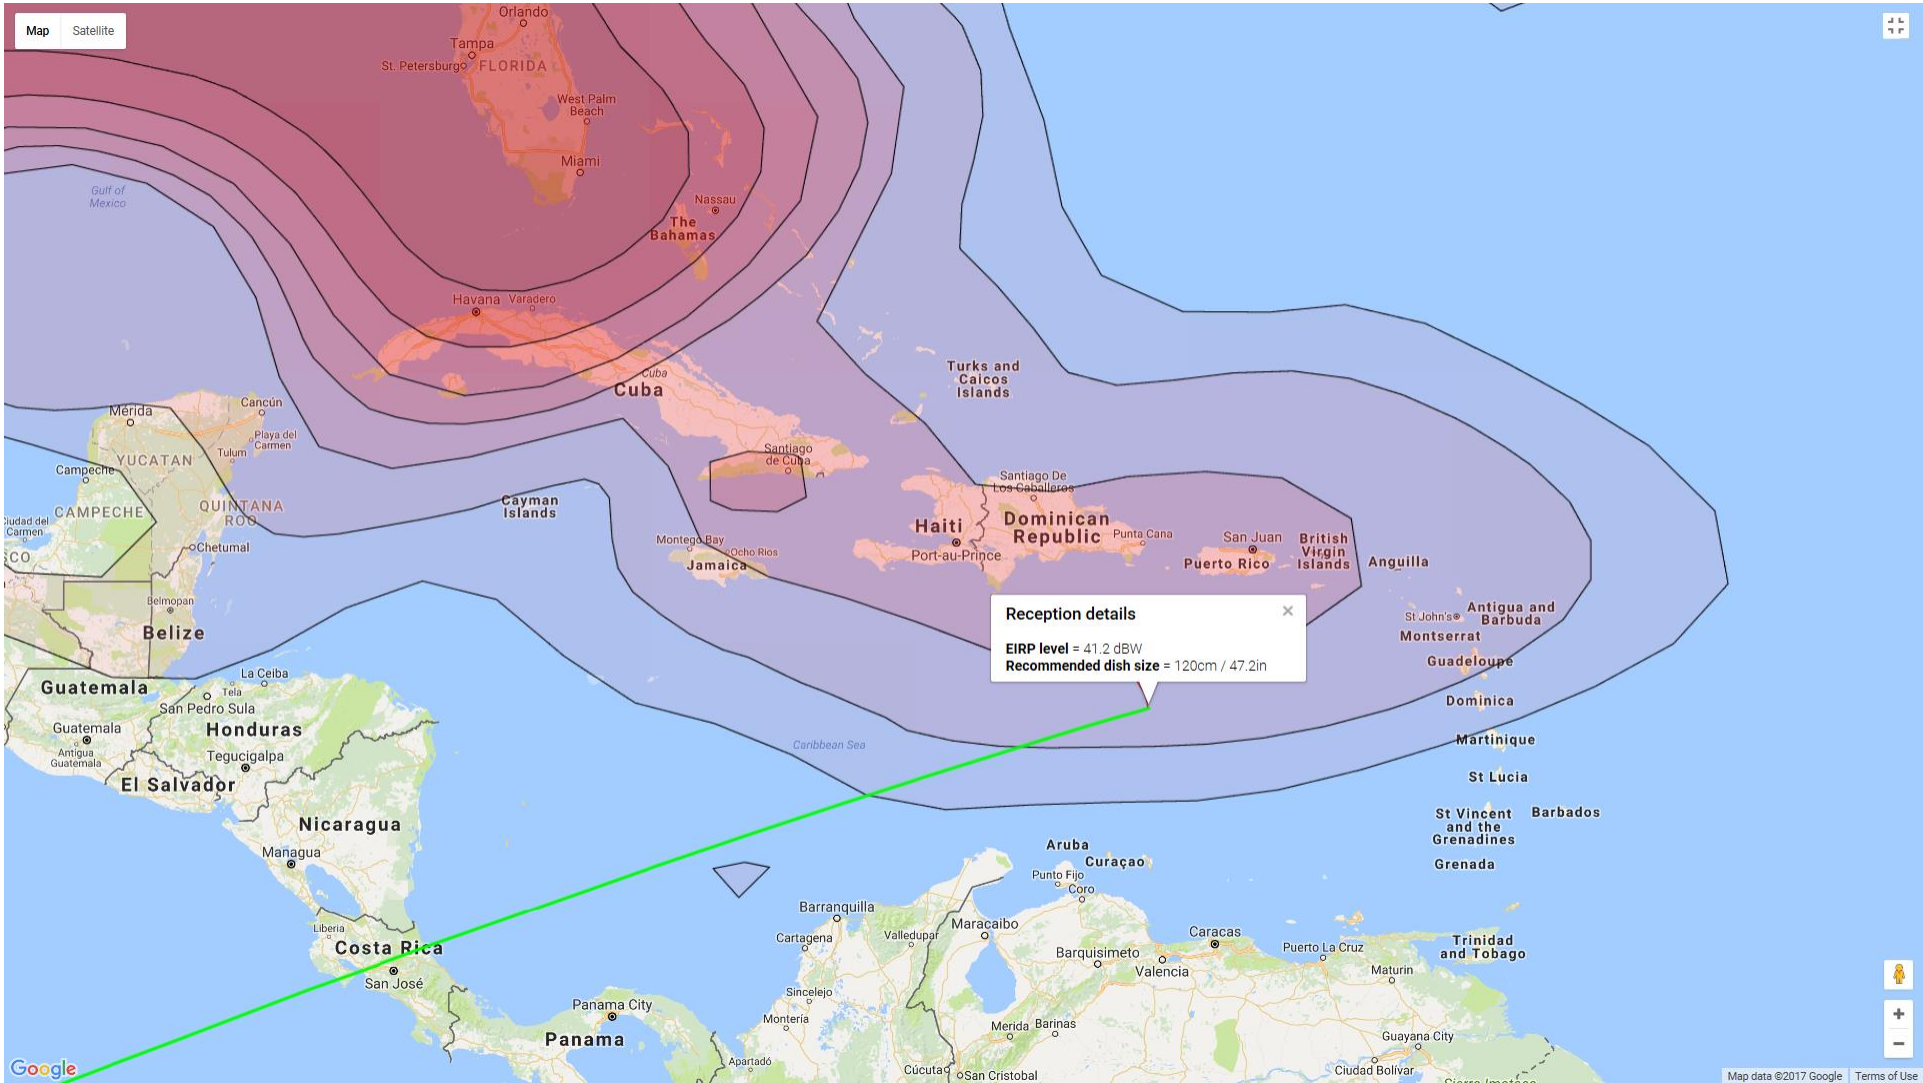 Map
Satellite
Orlando
Tampa
St. Petersburg
FLORIDA
West Palm
Beach
Miami
Gulf of
Mexico
Nassau
The
Bahamas
Havana
Varadero
Cuba
Cuba
Turks and
Caicos
Islands
Mérida
Cancún
Playa del
Carmen
Tulum
YUCATAN
Campeche
CAMPECHE
QUINTANA
ROO
Ciudad del
Carmen
SCO
Chetumal
Cayman
Islands
Santiago
de Cuba
Montego Bay
Ocho Rios
Jamaica
Santiago De
Los Caballeros
Haiti
Port-au-Prince
Dominican
Republic
Punta Cana
San Juan
Puerto Rico
British
Virgin
Islands
Anguilla
St John's
Antigua and
Barbuda
Montserrat
Guadeloupe
Dominica
Martinique
St Lucia
St Vincent
and the
Grenadines
Barbados
Grenada
Reception details
EIRP level = 41.2 dBW
Recommended dish size = 120cm / 47.2in
Belmopan
Belize
Guatemala
Guatemala
Antigua
Guatemala
La Ceiba
Tela
San Pedro Sula
Honduras
Tegucigalpa
El Salvador
Nicaragua
Managua
Caribbean Sea
Liberia
Costa Rica
San José
Panama City
Panama
Aruba
Curaçao
Punto Fijo
Coro
Barranquilla
Cartagena
Valledupar
Maracaibo
Sincelejo
Montería
Apartadó
Cúcuta
San Cristobal
Merida
Barinas
Barquisimeto
Valencia
Caracas
Puerto La Cruz
Maturin
Trinidad
and Tobago
Guayana City
Ciudad Bolívar
Google
Map data ©2017 Google
Terms of Use